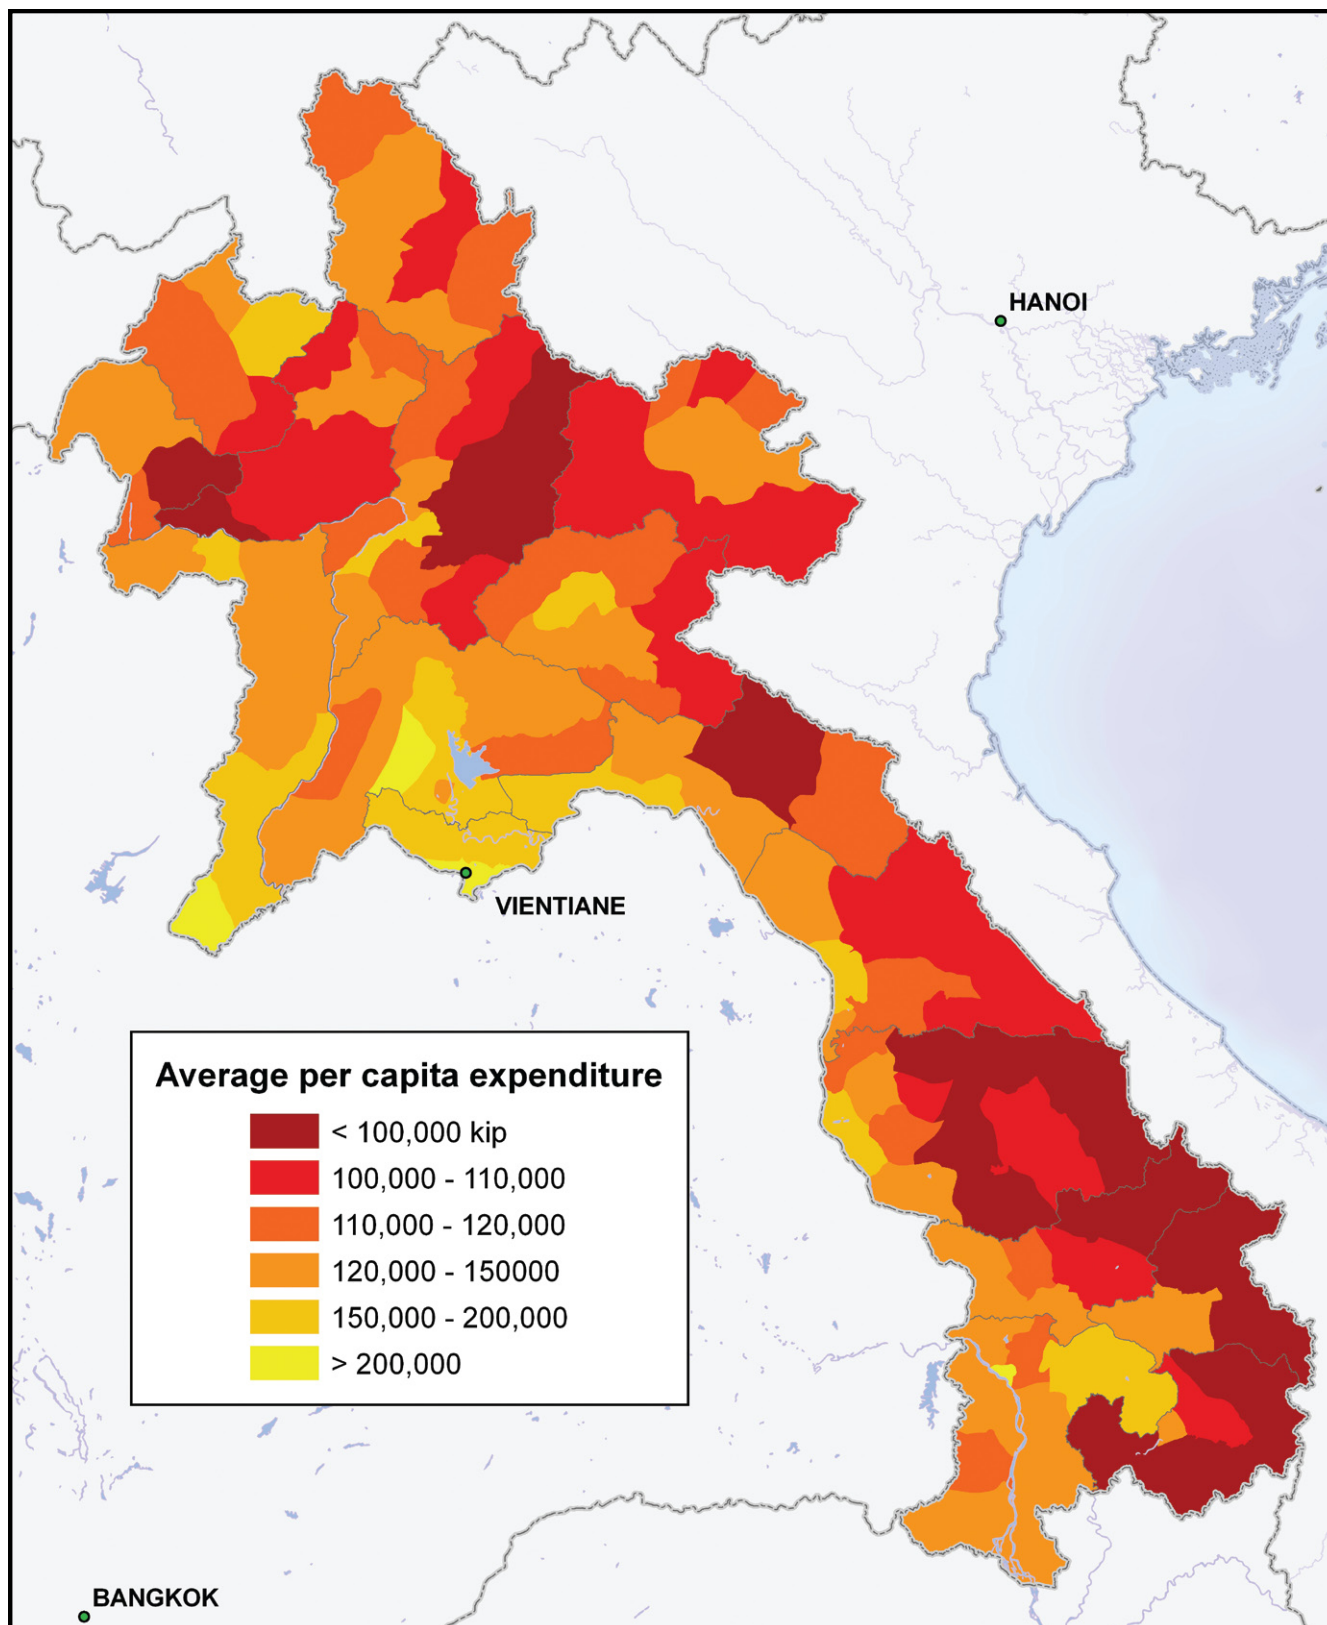 HANOI
VIENTIANE
Average per capita expenditure
< 100,000 kip
100,000 - 110,000
110,000 - 120,000
120,000 - 150000
150,000 - 200,000
> 200,000
BANGKOK